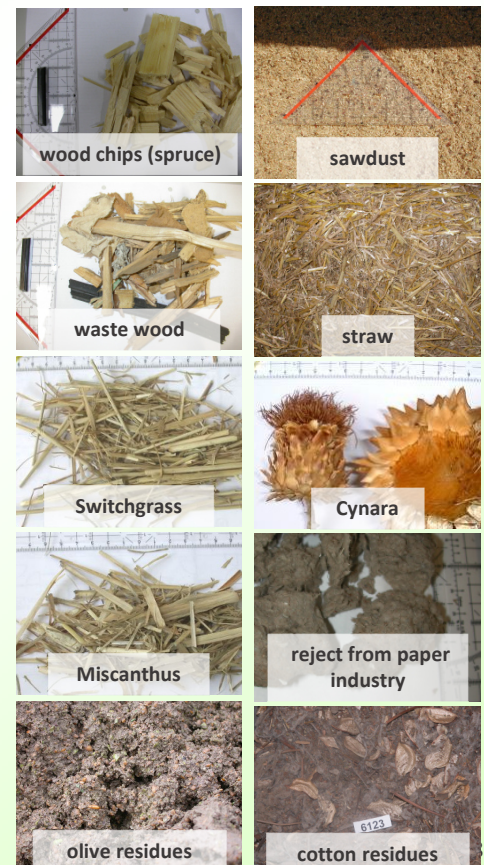 wood chips (spruce)
sawdust
waste wood
straw
Switchgrass
Cynara
Miscanthus
reject from paper
industry
olive residues
6123
cotton residues